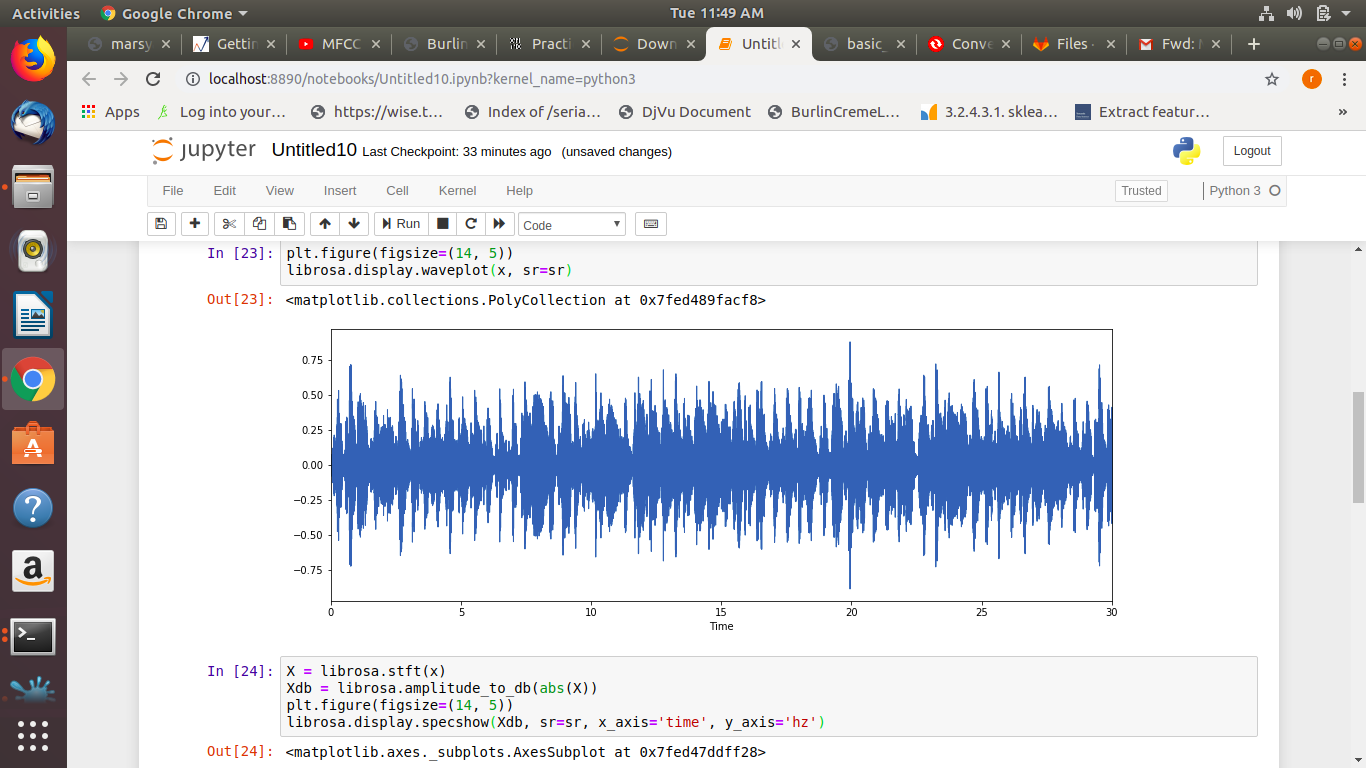 Activities Google Chrome Tue 11:49 AM
marsy Gettin MFCC Burlin Practi Down Untitl basic_ Conve Files - Fwd: M
localhost:8890/notebooks/Untitled10.ipynb?kernel_name=python3 r
Apps Log into your… https://wise.t… Index of /seria… DjVu Document BurlinCremeL… 3.2.4.3.1. sklea… Extract featur… »
jupyter Untitled10 Last Checkpoint: 33 minutes ago (unsaved changes) Logout
File Edit View Insert Cell Kernel Help Trusted Python 3
Run Code
In [23]: plt.figure(figsize=(14, 5))
librosa.display.waveplot(x, sr=sr)
Out[23]: <matplotlib.collections.PolyCollection at 0x7fed489facf8>
0.75
0.50
0.25
0.00
−0.25
−0.50
−0.75
0 5 10 15 20 25 30
Time
In [24]: X = librosa.stft(x)
Xdb = librosa.amplitude_to_db(abs(X))
plt.figure(figsize=(14, 5))
librosa.display.specshow(Xdb, sr=sr, x_axis='time', y_axis='hz')
Out[24]: <matplotlib.axes._subplots.AxesSubplot at 0x7fed47ddff28>